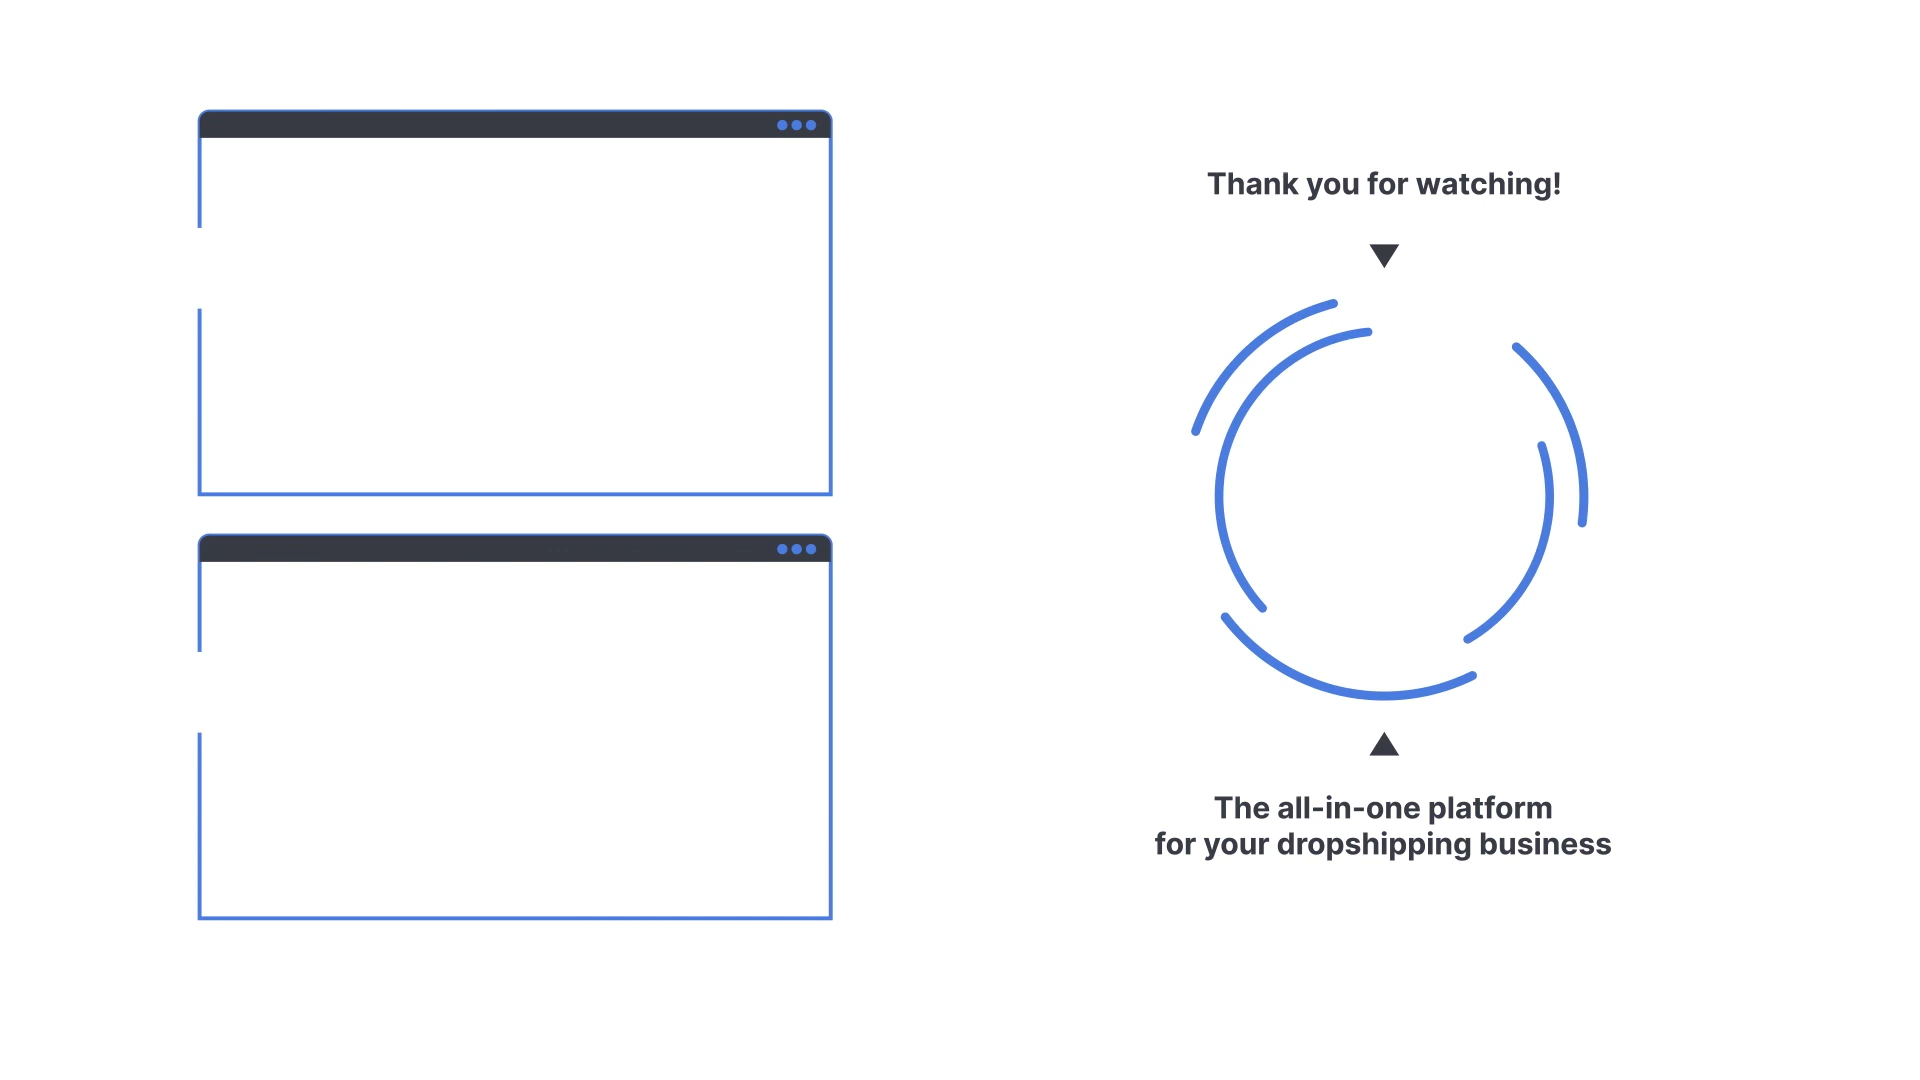 Thank you for watching!
The all-in-one platform
for your dropshipping business